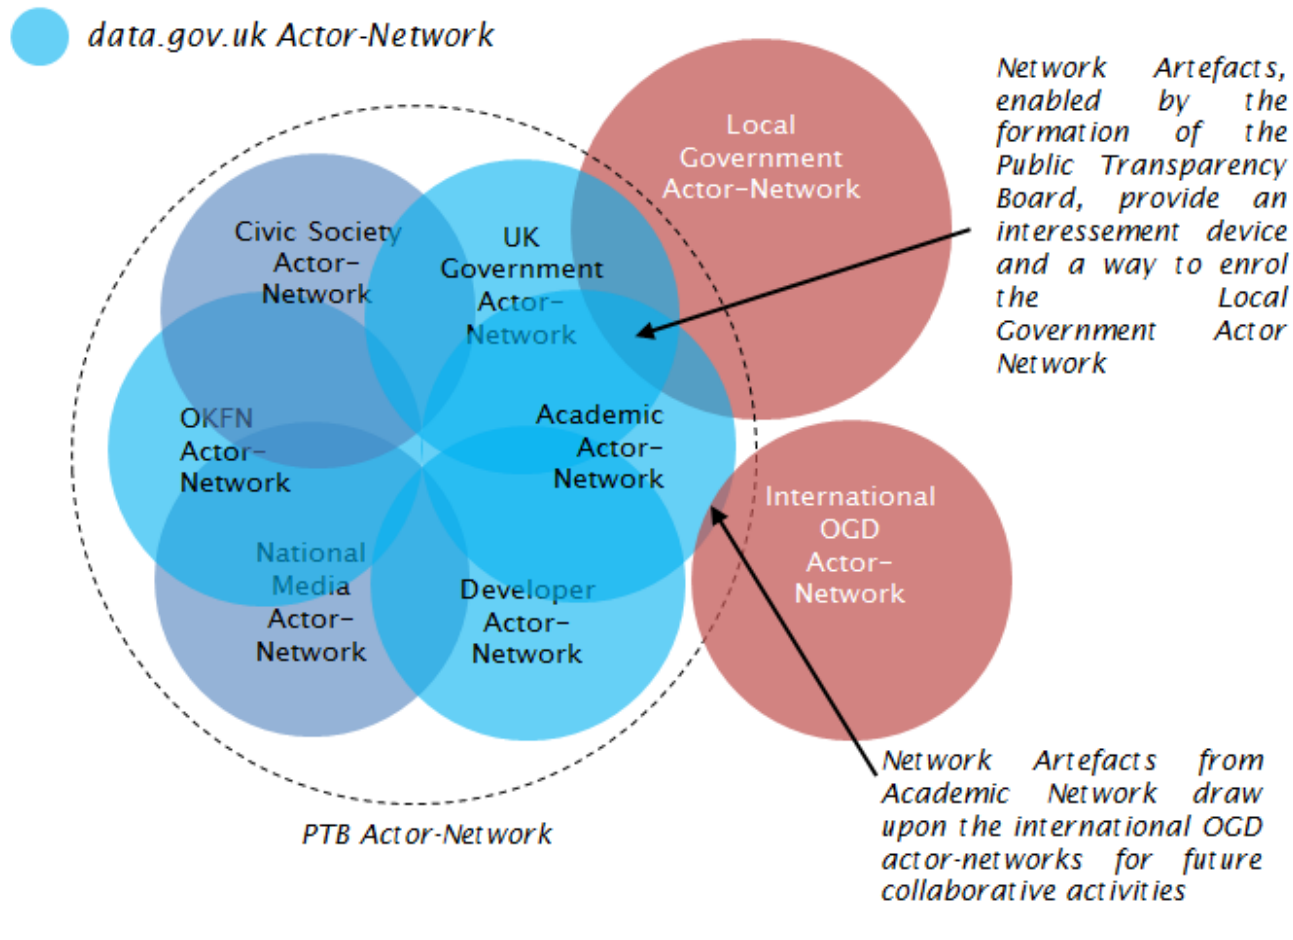 data.gov.uk Actor-Network
Local
Government
Actor-Network
Network Artefacts,
enabled by the
formation of the
Public Transparency
Board, provide an
interessement device
and a way to enrol
the Local
Government Actor
Network
Civic Society
Actor-
Network
UK
Government
Actor-
Network
OKFN
Actor-
Network
Academic
Actor-
Network
International
OGD
Actor-
Network
National
Media
Actor-
Network
Developer
Actor-
Network
PTB Actor-Network
Network Artefacts from
Academic Network draw
upon the international OGD
actor-networks for future
collaborative activities